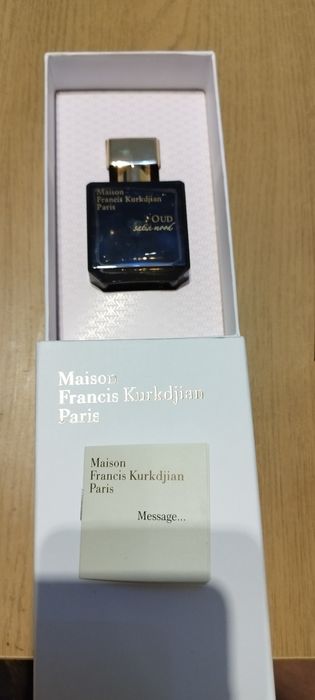 Maison
Francis Kurkdjian
Paris
OUD
satin mood
Maison
Francis Kurkdjian
Paris
Maison
Francis Kurkdjian
Paris
Message...